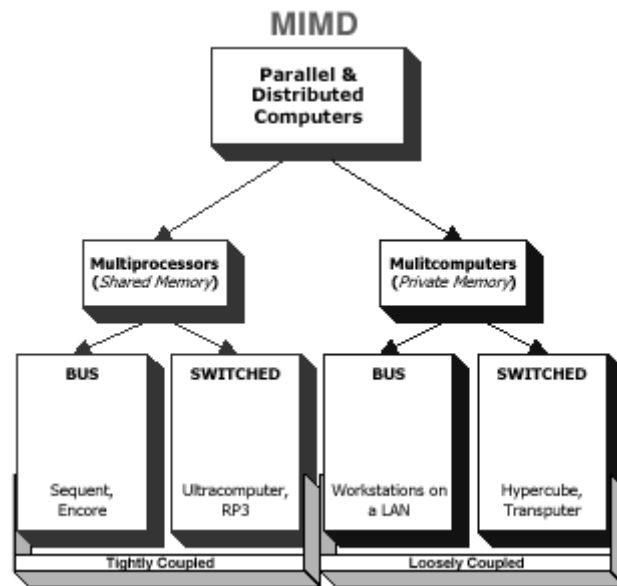 MIMD
Parallel &
Distributed
Computers
Multiprocessors
(Shared Memory)
Mulitcomputers
(Private Memory)
BUS
SWITCHED
BUS
SWITCHED
Sequent,
Encore
Ultracomputer,
RP3
Workstations on
a LAN
Hypercube,
Transputer
Tightly Coupled
Loosely Coupled